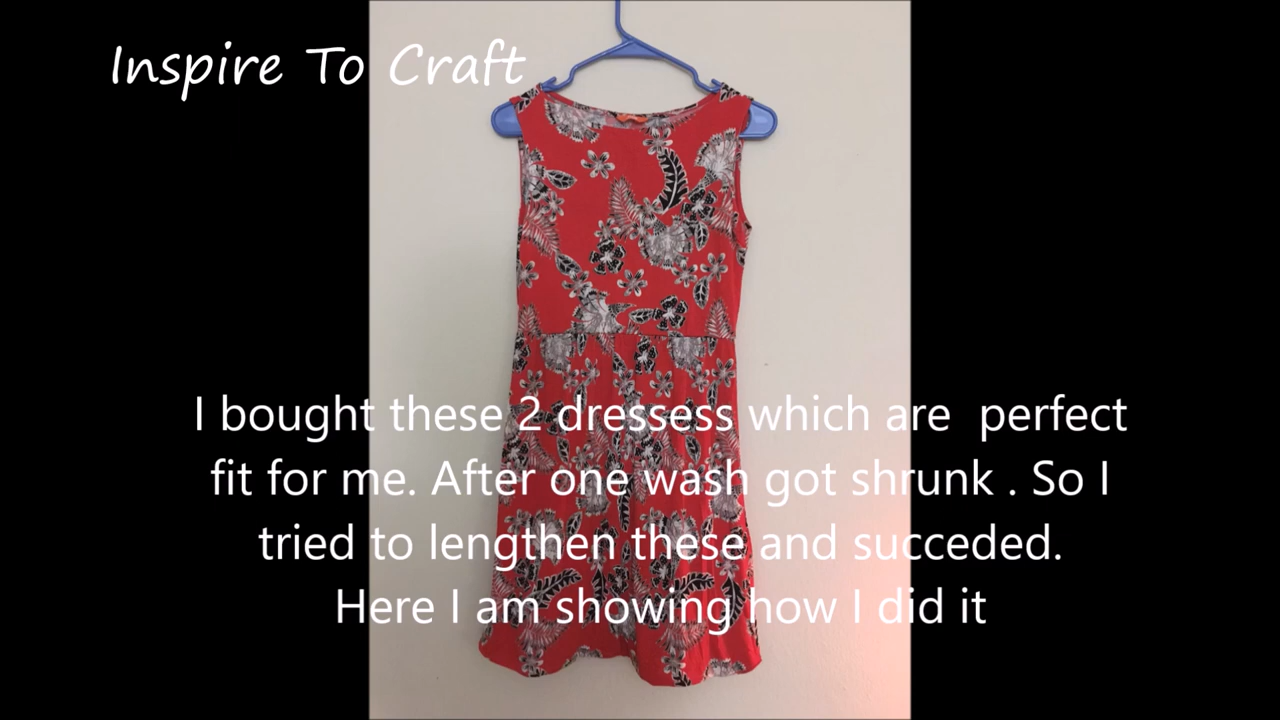 Inspire To Craft
I bought these 2 dressess which are  perfect
fit for me. After one wash got shrunk . So I
tried to lengthen these and succeded.
Here I am showing how I did it